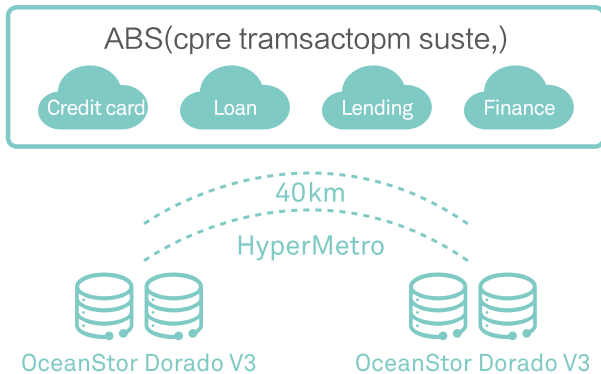 ABS(cpre tramsactopm suste,)
Credit card Loan Lending Finance
40km
HyperMetro
OceanStor Dorado V3 OceanStor Dorado V3